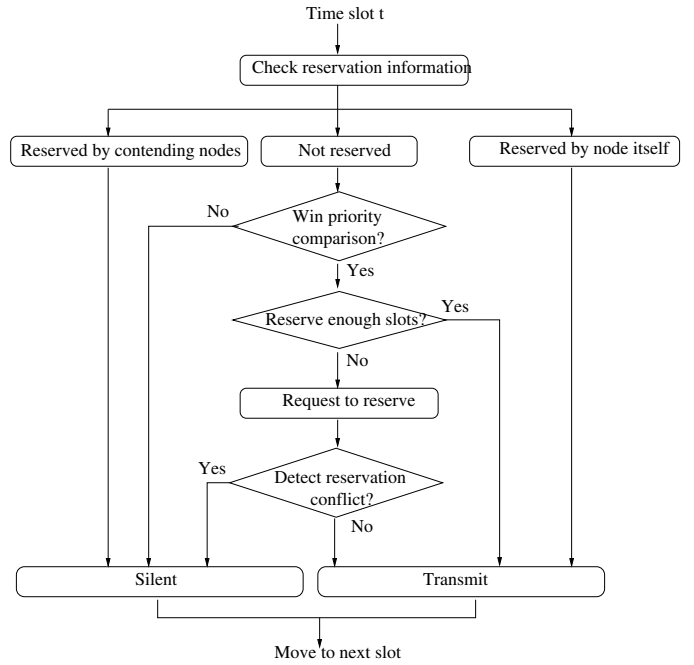 Time slot t
Check reservation information
Reserved by contending nodes
Not reserved
Reserved by node itself
No
Win priority
comparison?
Yes
Reserve enough slots?
Yes
No
Request to reserve
Yes
Detect reservation
conflict?
No
Silent
Transmit
Move to next slot